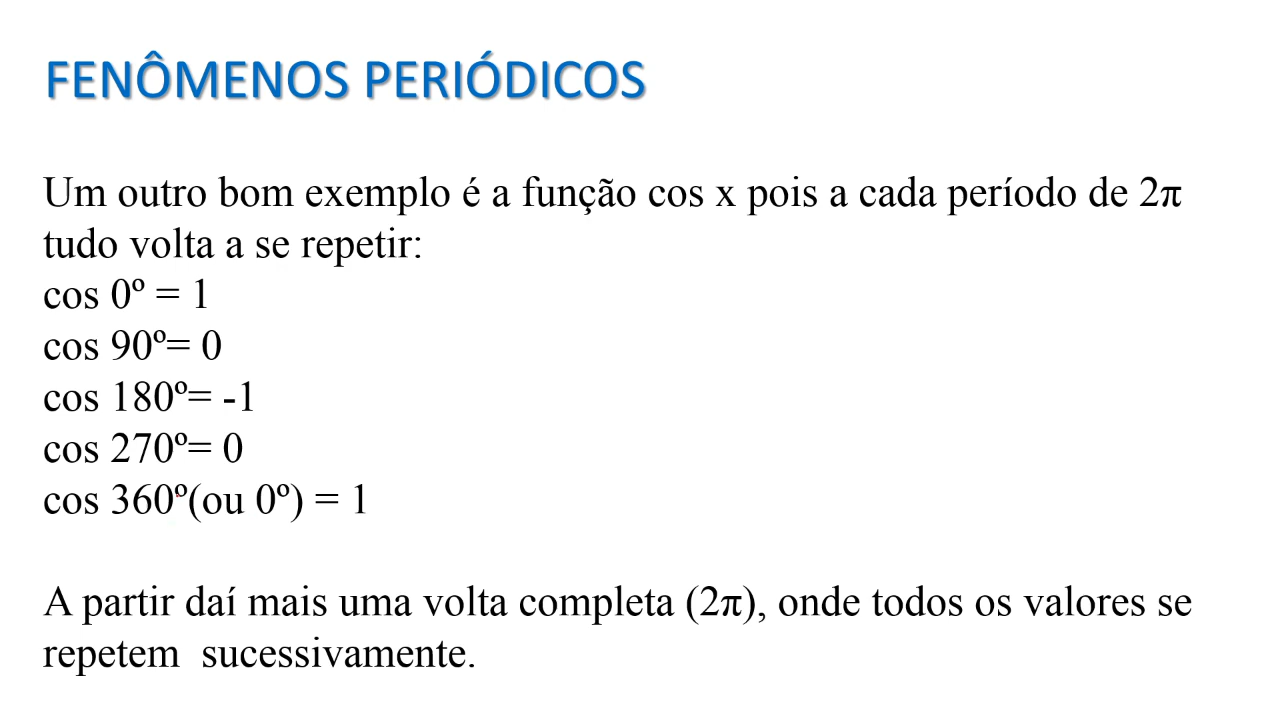 FENÔMENOS PERIÓDICOS
Um outro bom exemplo é a função cos x pois a cada período de 2π
tudo volta a se repetir:
cos 0º = 1
cos 90º= 0
cos 180º= -1
cos 270º= 0
cos 360º(ou 0º) = 1
A partir daí mais uma volta completa (2π), onde todos os valores se
repetem  sucessivamente.